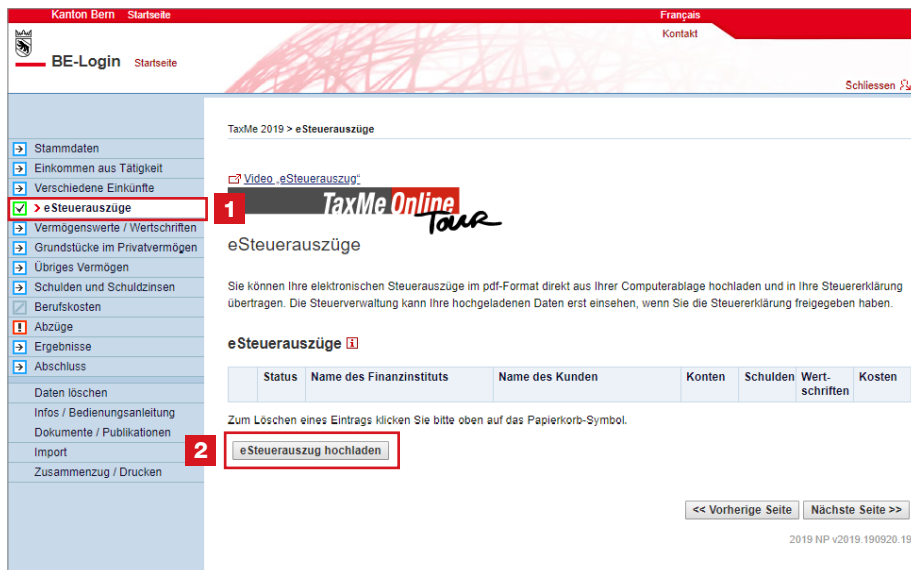 Kanton Bern Startseite Français
Kontakt
BE-Login Startseite
Schliessen
TaxMe 2019 > eSteuerauszüge
Stammdaten
Einkommen aus Tätigkeit
Verschiedene Einkünfte
> eSteuerauszüge
1
Vermögenswerte / Wertschriften
Grundstücke im Privatvermögen
Übriges Vermögen
Schulden und Schuldzinsen
Berufskosten
Abzüge
Ergebnisse
Abschluss
Daten löschen
Infos / Bedienungsanleitung
Dokumente / Publikationen
Import
Zusammenzug / Drucken
Video „eSteuerauszug"
TaxMe Online
Tour
eSteuerauszüge
Sie können Ihre elektronischen Steuerauszüge im pdf-Format direkt aus Ihrer Computerablage hochladen und in Ihre Steuererklärung
übertragen. Die Steuerverwaltung kann Ihre hochgeladenen Daten erst einsehen, wenn Sie die Steuererklärung freigegeben haben.
eSteuerauszüge i
Status Name des Finanzinstituts Name des Kunden Konten Schulden Wert- Kosten
schriften
Zum Löschen eines Eintrags klicken Sie bitte oben auf das Papierkorb-Symbol.
2
eSteuerauszug hochladen
<< Vorherige Seite Nächste Seite >>
2019 NP v2019.190920.19